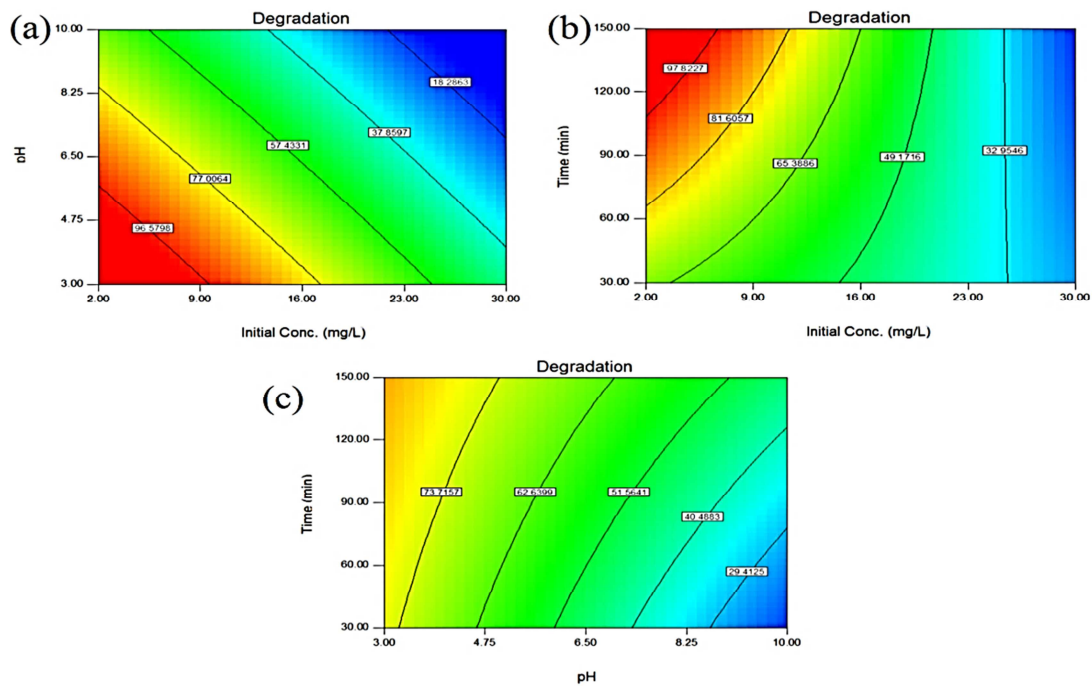 (a)
Degradation
10.00
8.25
6.50
4.75
3.00
pH
18.2863
37.8597
57.4331
77.0064
96.5798
2.00 9.00 16.00 23.00 30.00
Initial Conc. (mg/L)
(b)
Degradation
150.00
120.00
90.00
60.00
30.00
Time (min)
97.8227
81.6057
65.3886
49.1716
32.9546
2.00 9.00 16.00 23.00 30.00
Initial Conc. (mg/L)
(c)
Degradation
150.00
120.00
90.00
60.00
30.00
Time (min)
73.7157
62.6399
51.5641
40.4883
29.4125
3.00 4.75 6.50 8.25 10.00
pH